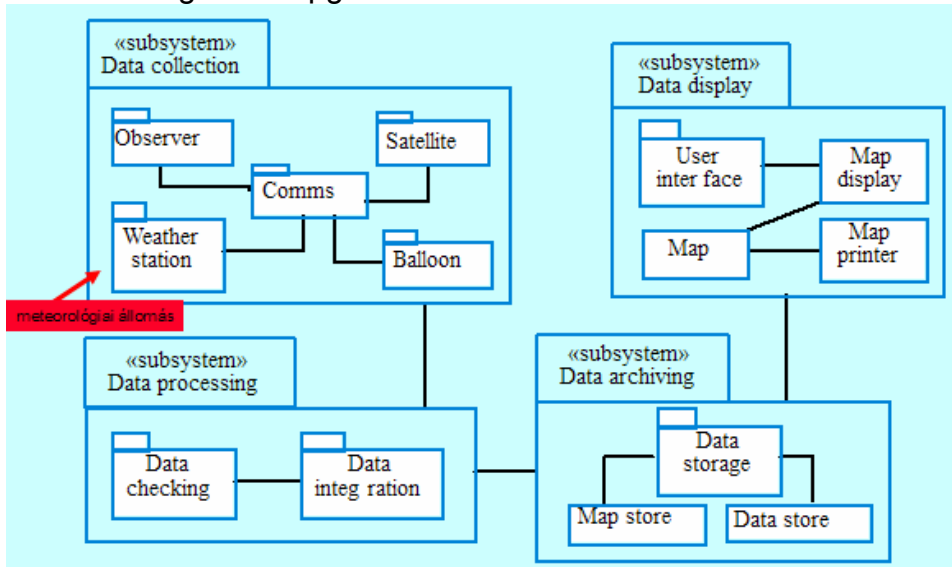 «subsystem»
Data collection
Observer
Satellite
Comms
Weather
station
Balloon
meteorológiai állomás
«subsystem»
Data display
User
inter face
Map
display
Map
Map
printer
«subsystem»
Data processing
Data
checking
Data
integ ration
«subsystem»
Data archiving
Data
storage
Map store
Data store